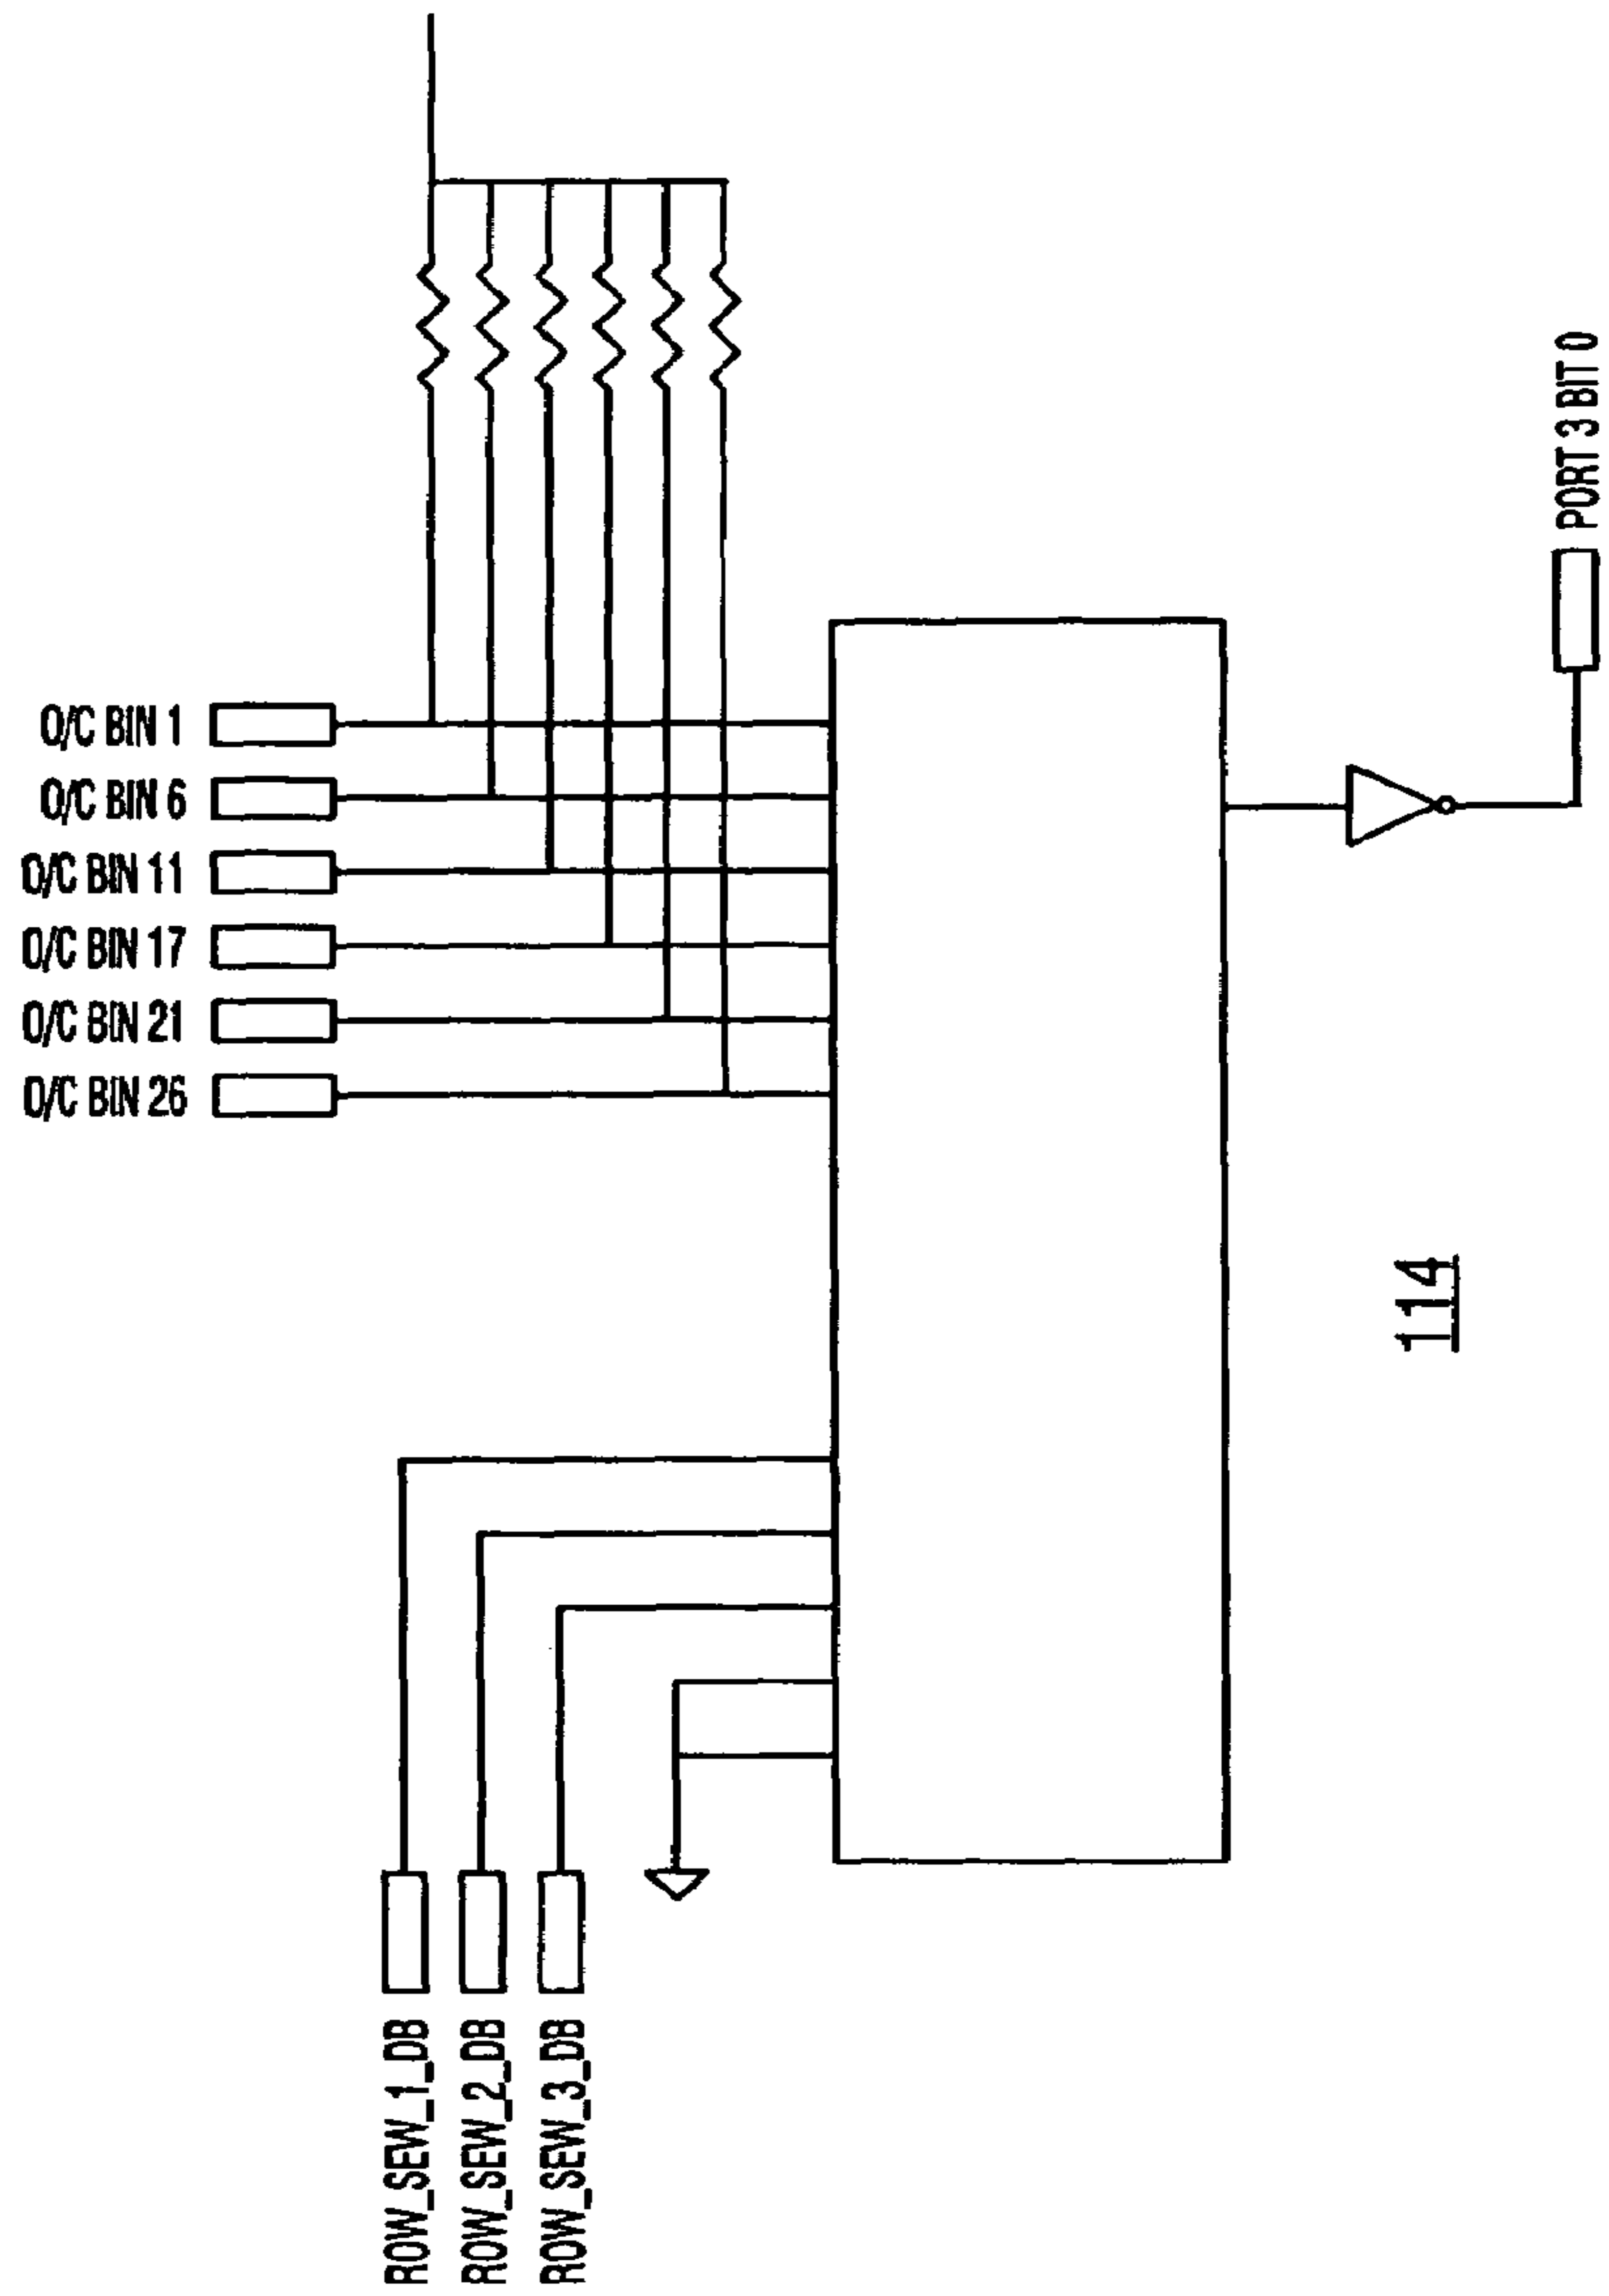 O/C BIN 1
O/C BIN 6
O/C BIN 11
O/C BIN 17
O/C BIN 21
O/C BIN 26
PORT 3 BIT 0
114
ROW_SEW_1_DB
ROW_SEW_2_DB
ROW_SEW_3_DB